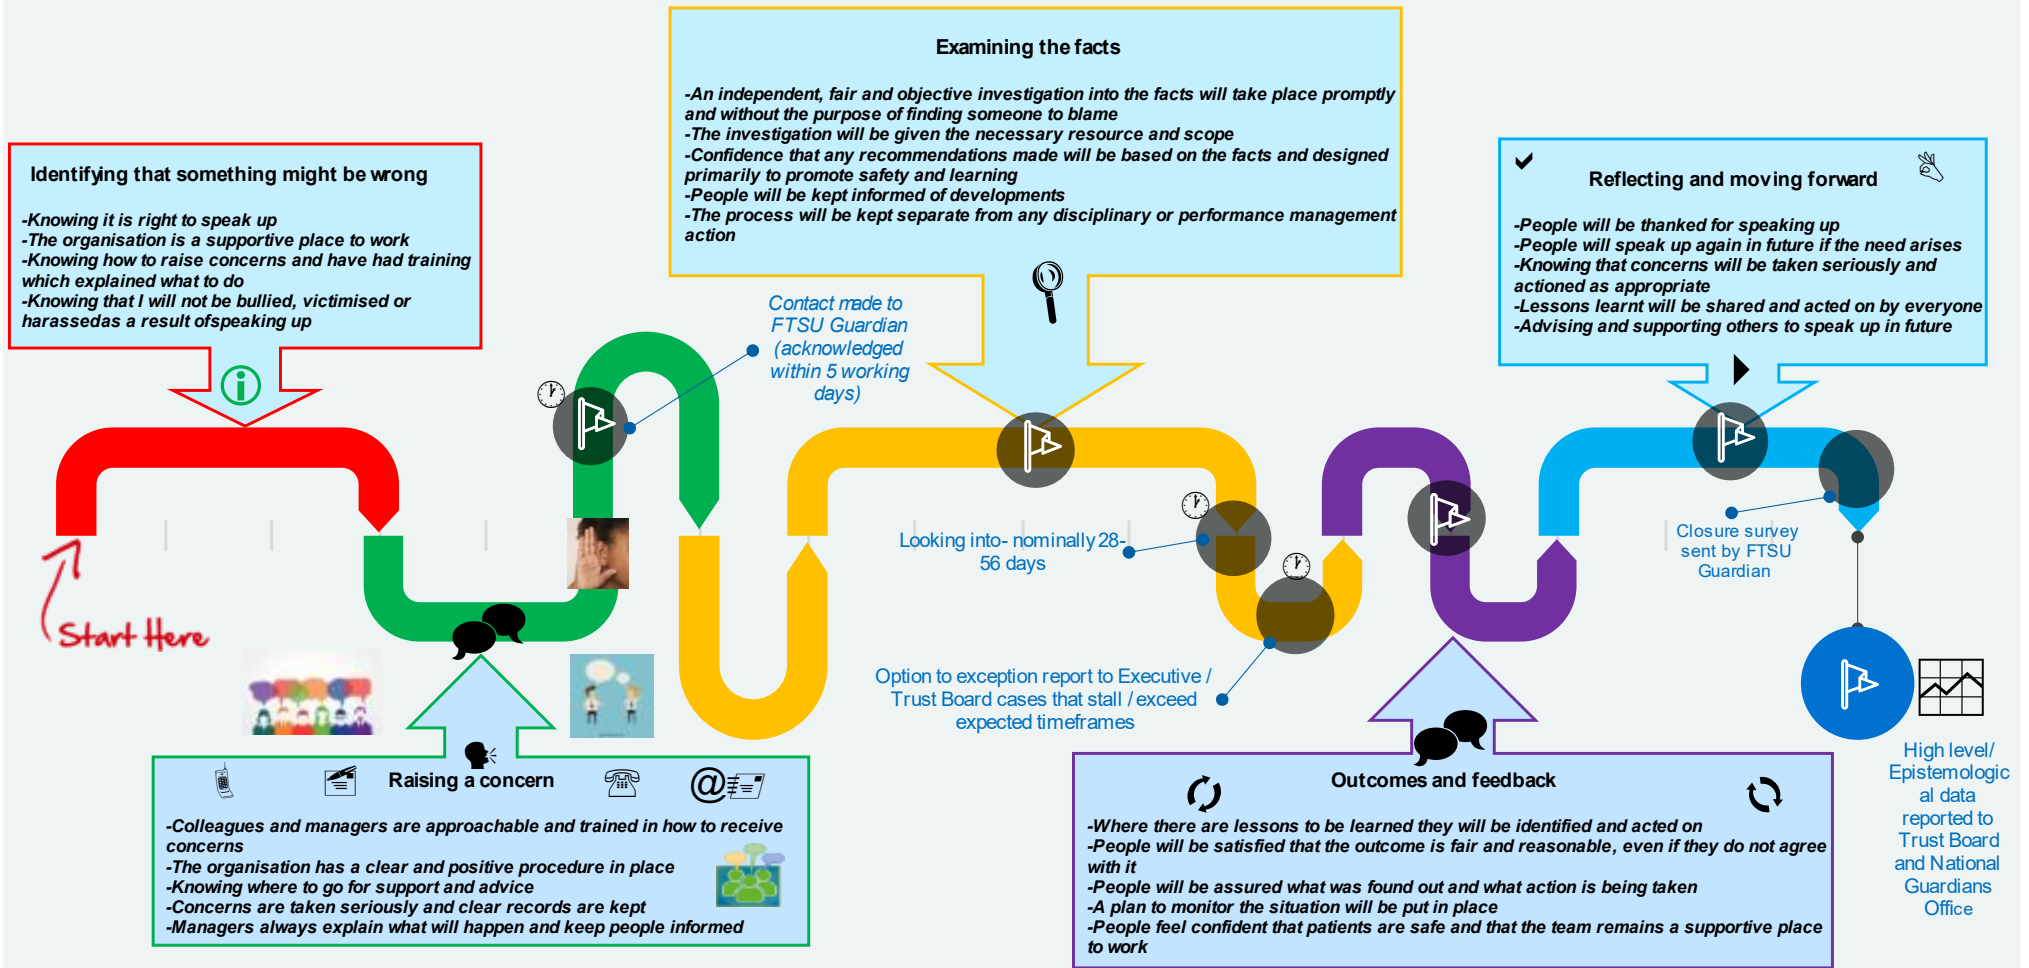 Identifying that something might be wrong
-Knowing it is right to speak up
-The organisation is a supportive place to work
-Knowing how to raise concerns and have had training
which explained what to do
-Knowing that I will not be bullied, victimised or
harassedas a result ofspeaking up
Start Here
Raising a concern
-Colleagues and managers are approachable and trained in how to receive
concerns
-The organisation has a clear and positive procedure in place
-Knowing where to go for support and advice
-Concerns are taken seriously and clear records are kept
-Managers always explain what will happen and keep people informed
Contact made to
FTSU Guardian
(acknowledged
within 5 working
days)
Examining the facts
-An independent, fair and objective investigation into the facts will take place promptly
and without the purpose of finding someone to blame
-The investigation will be given the necessary resource and scope
-Confidence that any recommendations made will be based on the facts and designed
primarily to promote safety and learning
-People will be kept informed of developments
-The process will be kept separate from any disciplinary or performance management
action
Looking into- nominally 28-
56 days
Option to exception report to Executive /
Trust Board cases that stall / exceed
expected timeframes
Outcomes and feedback
-Where there are lessons to be learned they will be identified and acted on
-People will be satisfied that the outcome is fair and reasonable, even if they do not agree
with it
-People will be assured what was found out and what action is being taken
-A plan to monitor the situation will be put in place
-People feel confident that patients are safe and that the team remains a supportive place
to work
Reflecting and moving forward
-People will be thanked for speaking up
-People will speak up again in future if the need arises
-Knowing that concerns will be taken seriously and
actioned as appropriate
-Lessons learnt will be shared and acted on by everyone
-Advising and supporting others to speak up in future
Closure survey
sent by FTSU
Guardian
High level/
Epistemologic
al data
reported to
Trust Board
and National
Guardians
Office